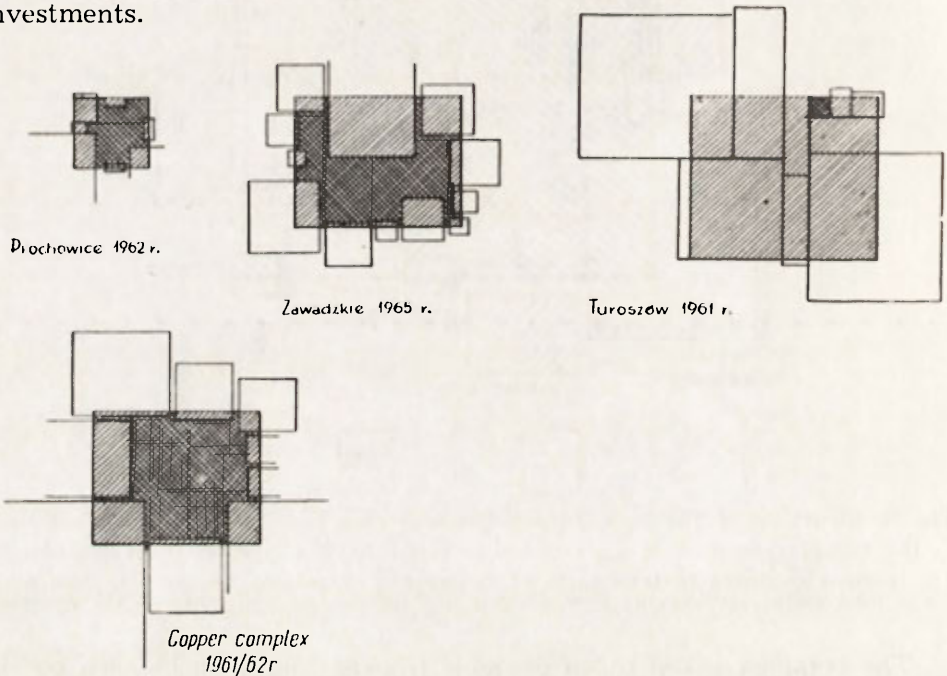 nvestments.
Prochowice 1962 r.
Zawadzkie 1965 r.
Turoszów 1961 r.
Copper complex
1961/62r